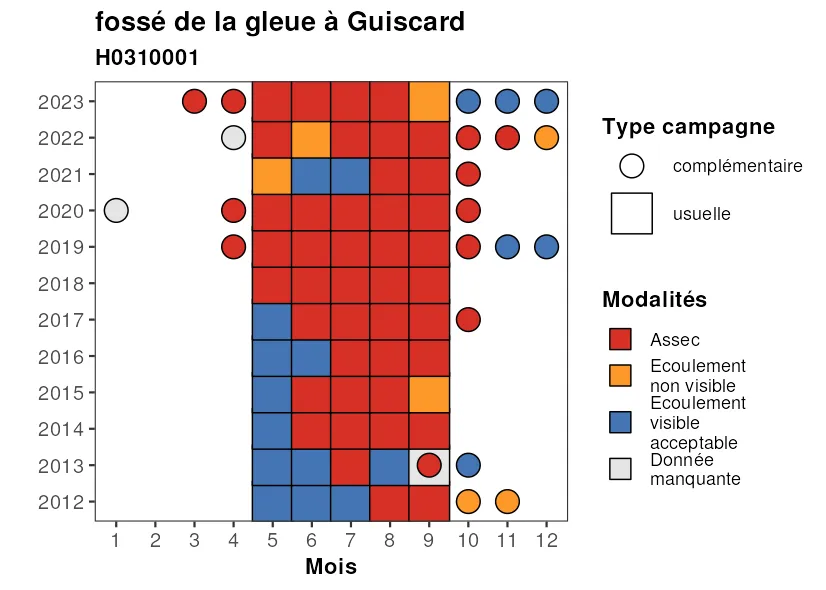 fossé de la gleue à Guiscard
H0310001
2023
2022
2021
2020
2019
2018
2017
2016
2015
2014
2013
2012
1 2 3 4 5 6 7 8 9 10 11 12
Mois
Type campagne
complémentaire
usuelle
Modalités
Assec
Ecoulement
non visible
Ecoulement
visible
acceptable
Donnée
manquante